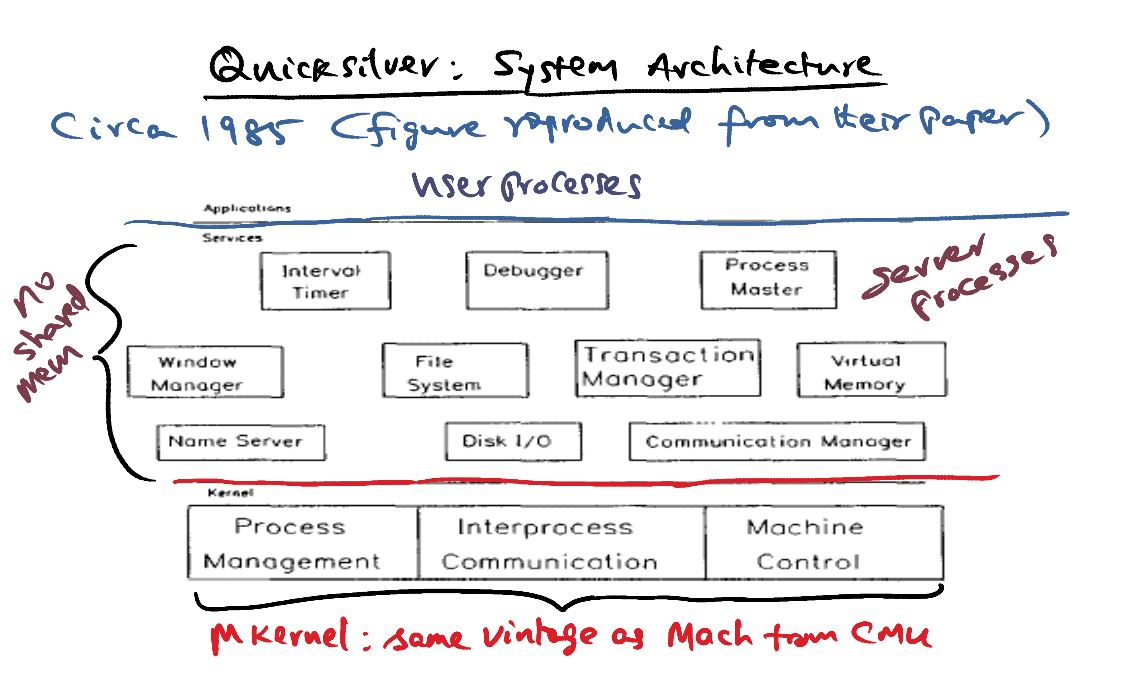 Quicksilver: System Architecture
Circa 1985 (figure reproduced from their paper)
user processes
Applications
Services
Interval
Timer
Debugger
Process
Master
server
processes
no
shared
mem
Window
Manager
File
System
Transaction
Manager
Virtual
Memory
Name Server
Disk I/O
Communication Manager
Kernel
Process
Management
Interprocess
Communication
Machine
Control
μkernel: same vintage as Mach from CMU